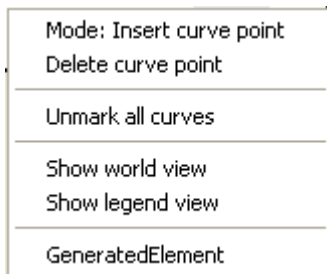 Mode: Insert curve point
Delete curve point
Unmark all curves
Show world view
Show legend view
GeneratedElement